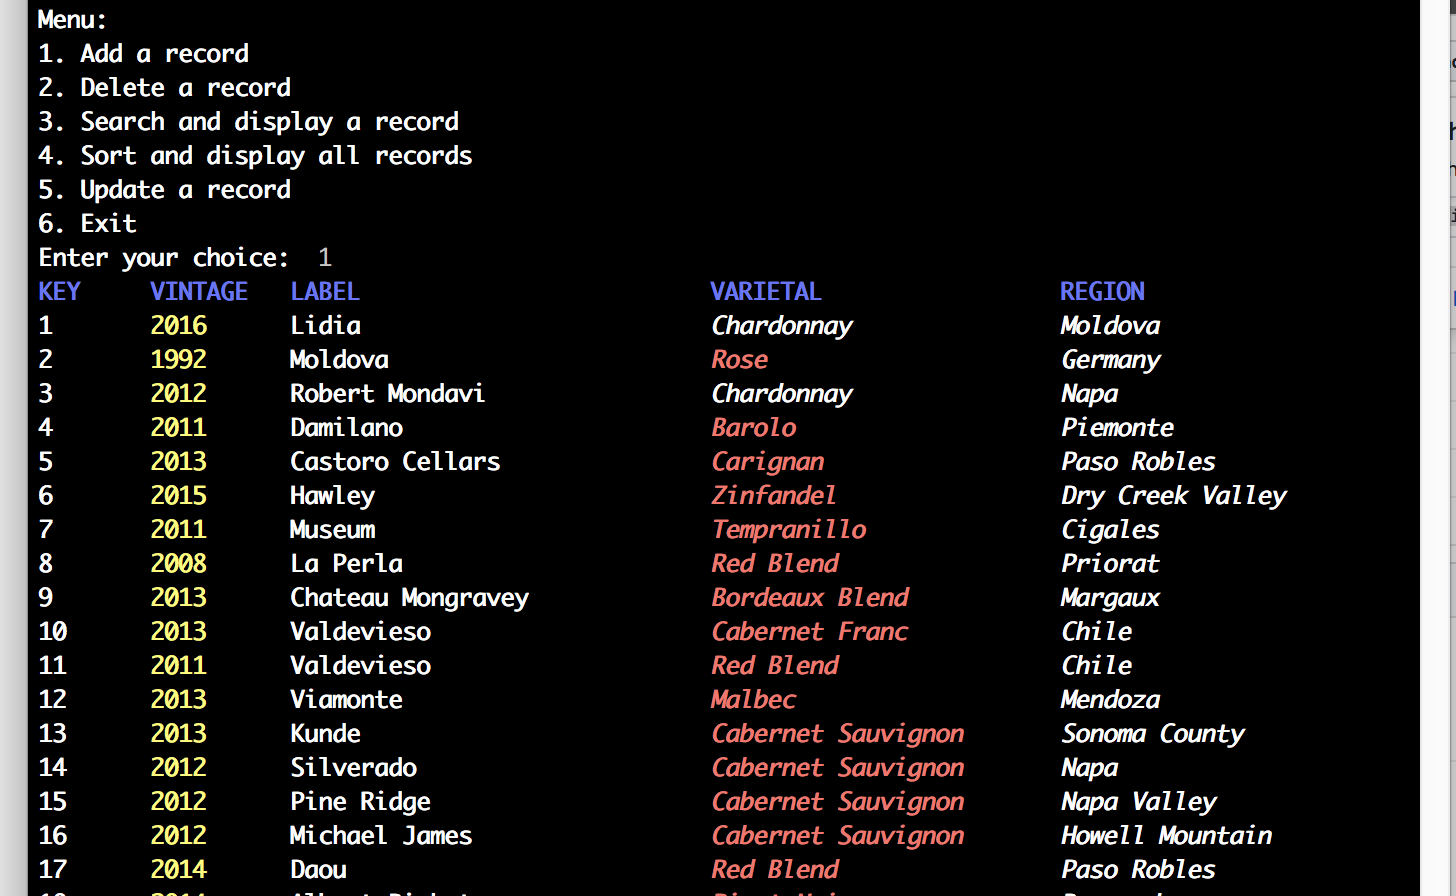 Menu:
1. Add a record
2. Delete a record
3. Search and display a record
4. Sort and display all records
5. Update a record
6. Exit
Enter your choice: 1
KEY VINTAGE LABEL VARIETAL REGION
1 2016 Lidia Chardonnay Moldova
2 1992 Moldova Rose Germany
3 2012 Robert Mondavi Chardonnay Napa
4 2011 Damilano Barolo Piemonte
5 2013 Castoro Cellars Carignan Paso Robles
6 2015 Hawley Zinfandel Dry Creek Valley
7 2011 Museum Tempranillo Cigales
8 2008 La Perla Red Blend Priorat
9 2013 Chateau Mongravey Bordeaux Blend Margaux
10 2013 Valdevieso Cabernet Franc Chile
11 2011 Valdevieso Red Blend Chile
12 2013 Viamonte Malbec Mendoza
13 2013 Kunde Cabernet Sauvignon Sonoma County
14 2012 Silverado Cabernet Sauvignon Napa
15 2012 Pine Ridge Cabernet Sauvignon Napa Valley
16 2012 Michael James Cabernet Sauvignon Howell Mountain
17 2014 Daou Red Blend Paso Robles